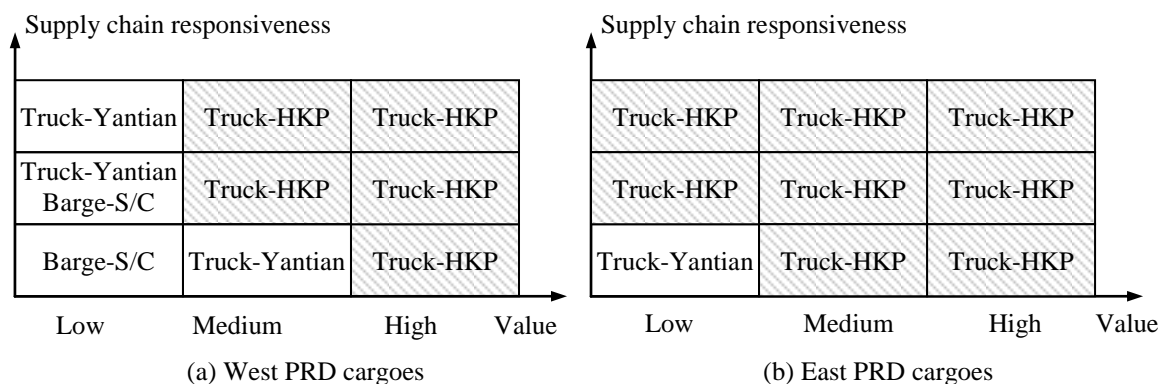 Supply chain responsiveness
Truck-Yantian Truck-HKP Truck-HKP
Truck-Yantian
Barge-S/C Truck-HKP Truck-HKP
Barge-S/C Truck-Yantian Truck-HKP
Low Medium High Value
(a) West PRD cargoes
Supply chain responsiveness
Truck-HKP Truck-HKP Truck-HKP
Truck-HKP Truck-HKP Truck-HKP
Truck-Yantian Truck-HKP Truck-HKP
Low Medium High Value
(b) East PRD cargoes